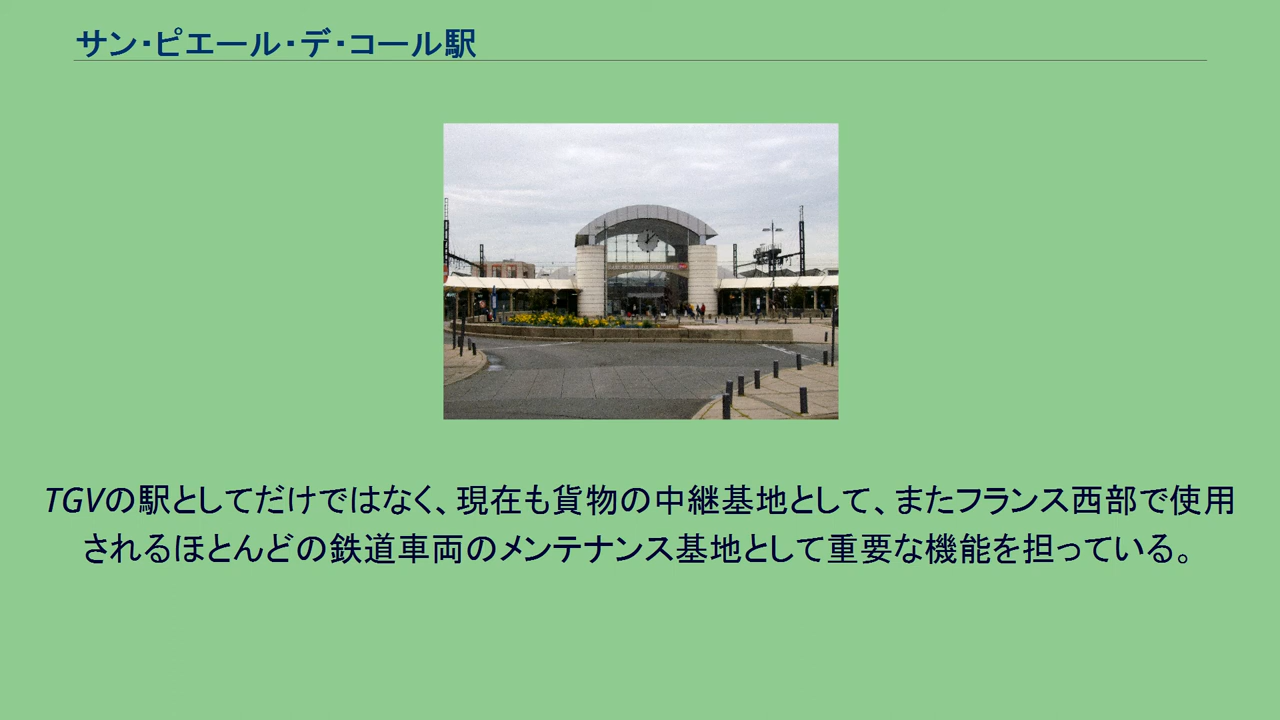 サン・ピエール・デ・コール駅
TGVの駅としてだけではなく、現在も貨物の中継基地として、またフランス西部で使用
されるほとんどの鉄道車両のメンテナンス基地として重要な機能を担っている。